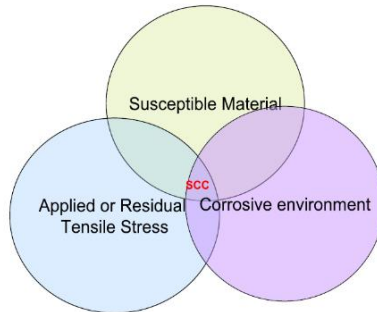 Susceptible Material
SCC
Applied or Residual
Tensile Stress
Corrosive environment